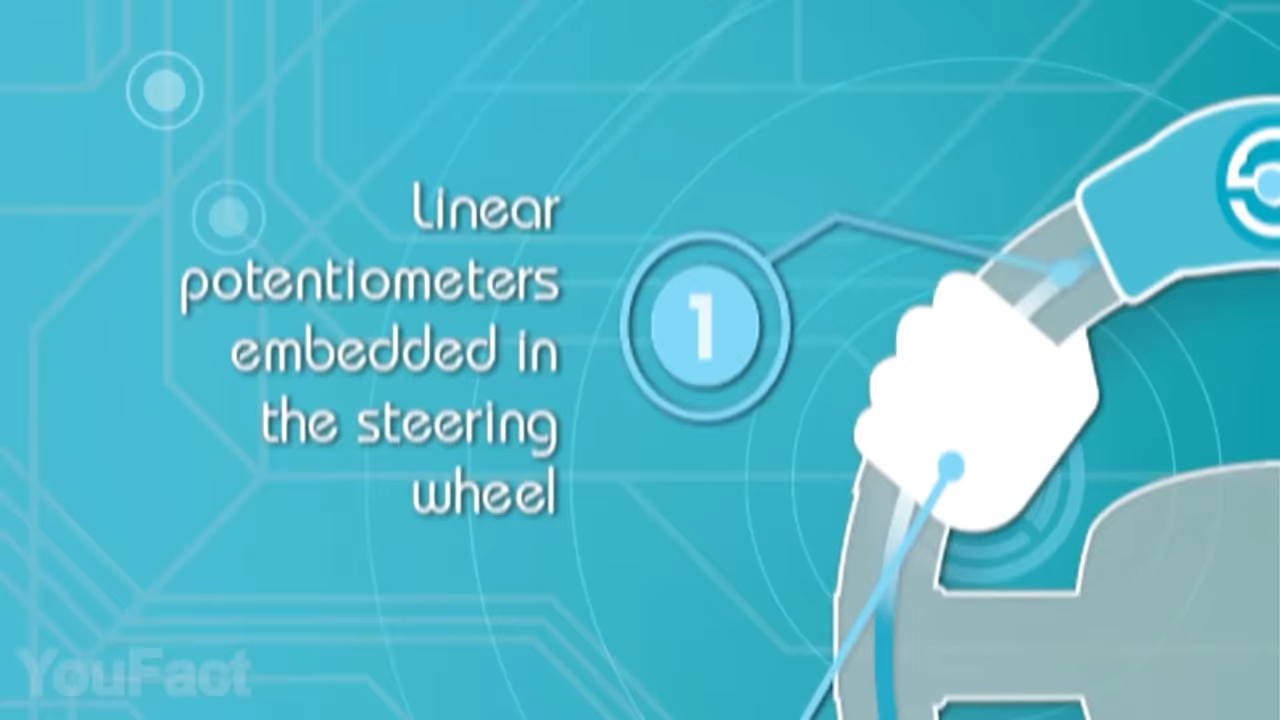 Linear
potentiometers
embedded in
the steering
wheel
1
YouFact